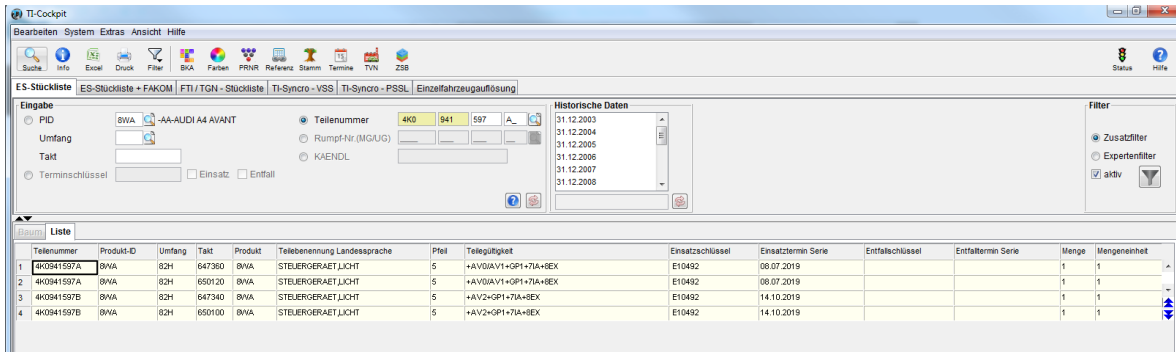 TI-Cockpit
Bearbeiten System Extras Ansicht Hilfe
Suche Info Excel Druck Filter BKA Farben PRNR Referenz Stamm Termine TVN ZSB Status Hilfe
ES-Stückliste ES-Stückliste + FAKOM FTI / TGN - Stückliste TI-Syncro - VSS TI-Syncro - PSSL Einzelfahrzeugauflösung
Eingabe
PID 8WA -AA-AUDI A4 AVANT
Umfang
Takt
Terminschlüssel Einsatz Entfall
Teilenummer 4K0 941 597 A_
Rumpf-Nr.(MG/UG)
KAENDL
Historische Daten
31.12.2003
31.12.2004
31.12.2005
31.12.2006
31.12.2007
31.12.2008
Filter
Zusatzfilter
Expertenfilter
aktiv
Baum Liste
Teilenummer Produkt-ID Umfang Takt Produkt Teilebenennung Landessprache Pfeil Teilegültigkeit Einsatzschlüssel Einsatztermin Serie Entfallschlüssel Entfalltermin Serie Menge Mengeneinheit
1 4K0941597A 8WA 82H 647360 8WA STEUERGERAET,LICHT 5 +AV0/AV1+GP1+7IA+8EX E10492 08.07.2019 1 1
2 4K0941597A 8WA 82H 650120 8WA STEUERGERAET,LICHT 5 +AV0/AV1+GP1+7IA+8EX E10492 08.07.2019 1 1
3 4K0941597B 8WA 82H 647340 8WA STEUERGERAET,LICHT 5 +AV2+GP1+7IA+8EX E10492 14.10.2019 1 1
4 4K0941597B 8WA 82H 650100 8WA STEUERGERAET,LICHT 5 +AV2+GP1+7IA+8EX E10492 14.10.2019 1 1